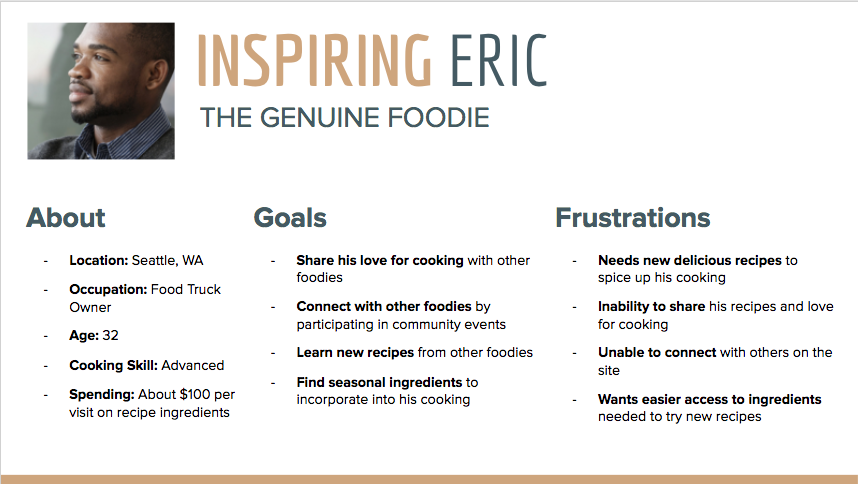 INSPIRING ERIC
THE GENUINE FOODIE
About
- Location: Seattle, WA
- Occupation: Food Truck
Owner
- Age: 32
- Cooking Skill: Advanced
- Spending: About $100 per
visit on recipe ingredients
Goals
- Share his love for cooking with other
foodies
- Connect with other foodies by
participating in community events
- Learn new recipes from other foodies
- Find seasonal ingredients to
incorporate into his cooking
Frustrations
- Needs new delicious recipes to
spice up his cooking
- Inability to share his recipes and love
for cooking
- Unable to connect with others on the
site
- Wants easier access to ingredients
needed to try new recipes